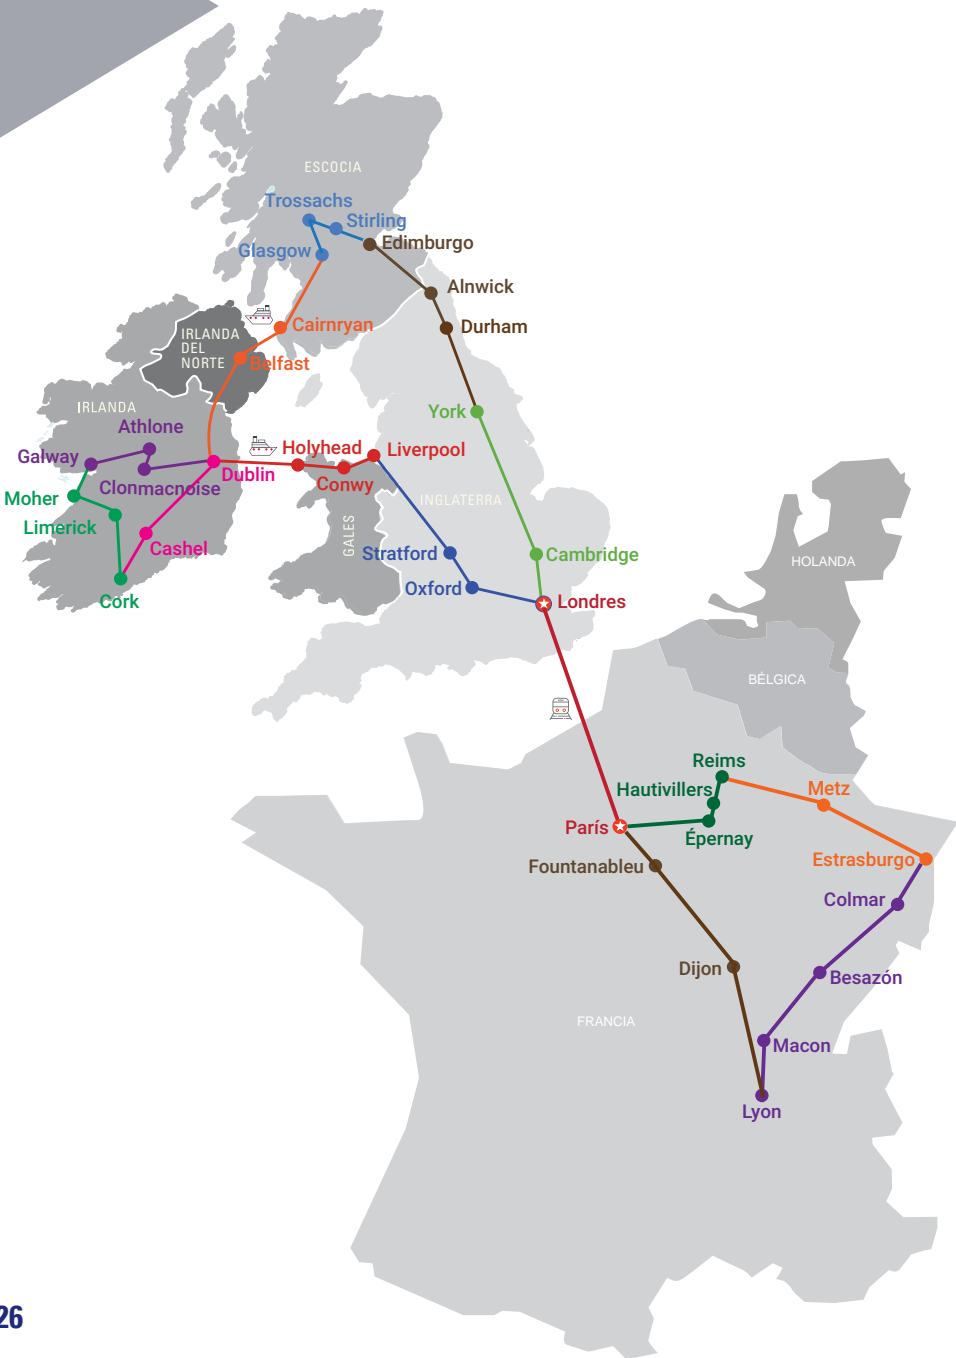 ESCOCIA
Trossachs
Stirling
Edimburgo
Glasgow
Alnwick
Cairnryan
Durham
IRLANDA
DEL
NORTE
Belfast
IRLANDA
Athlone
York
Galway
Holyhead
Liverpool
Dublin
Conwy
Clonmacnoise
Moher
INGLATERRA
Limerick
GALES
Cashel
Stratford
Cambridge
HOLANDA
Oxford
Londres
Córk
BÉLGICA
Reims
Hautivillers
Metz
París
Épernay
Fountanableu
Estrasburgo
Colmar
Dijon
Besazón
FRANCIA
Macon
Lyon
26